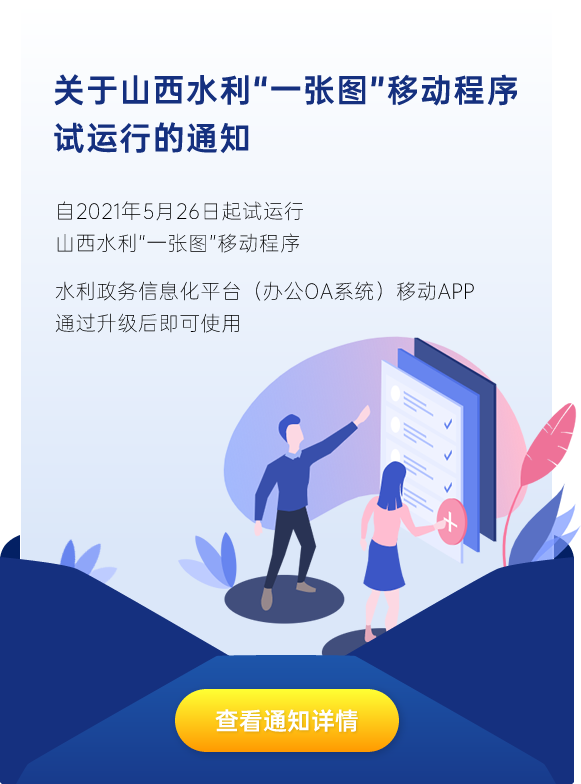 关于山西水利“一张图”移动程序
试运行的通知
自2021年5月26日起试运行
山西水利“一张图”移动程序
水利政务信息化平台（办公OA系统）移动APP
通过升级后即可使用
查看通知详情